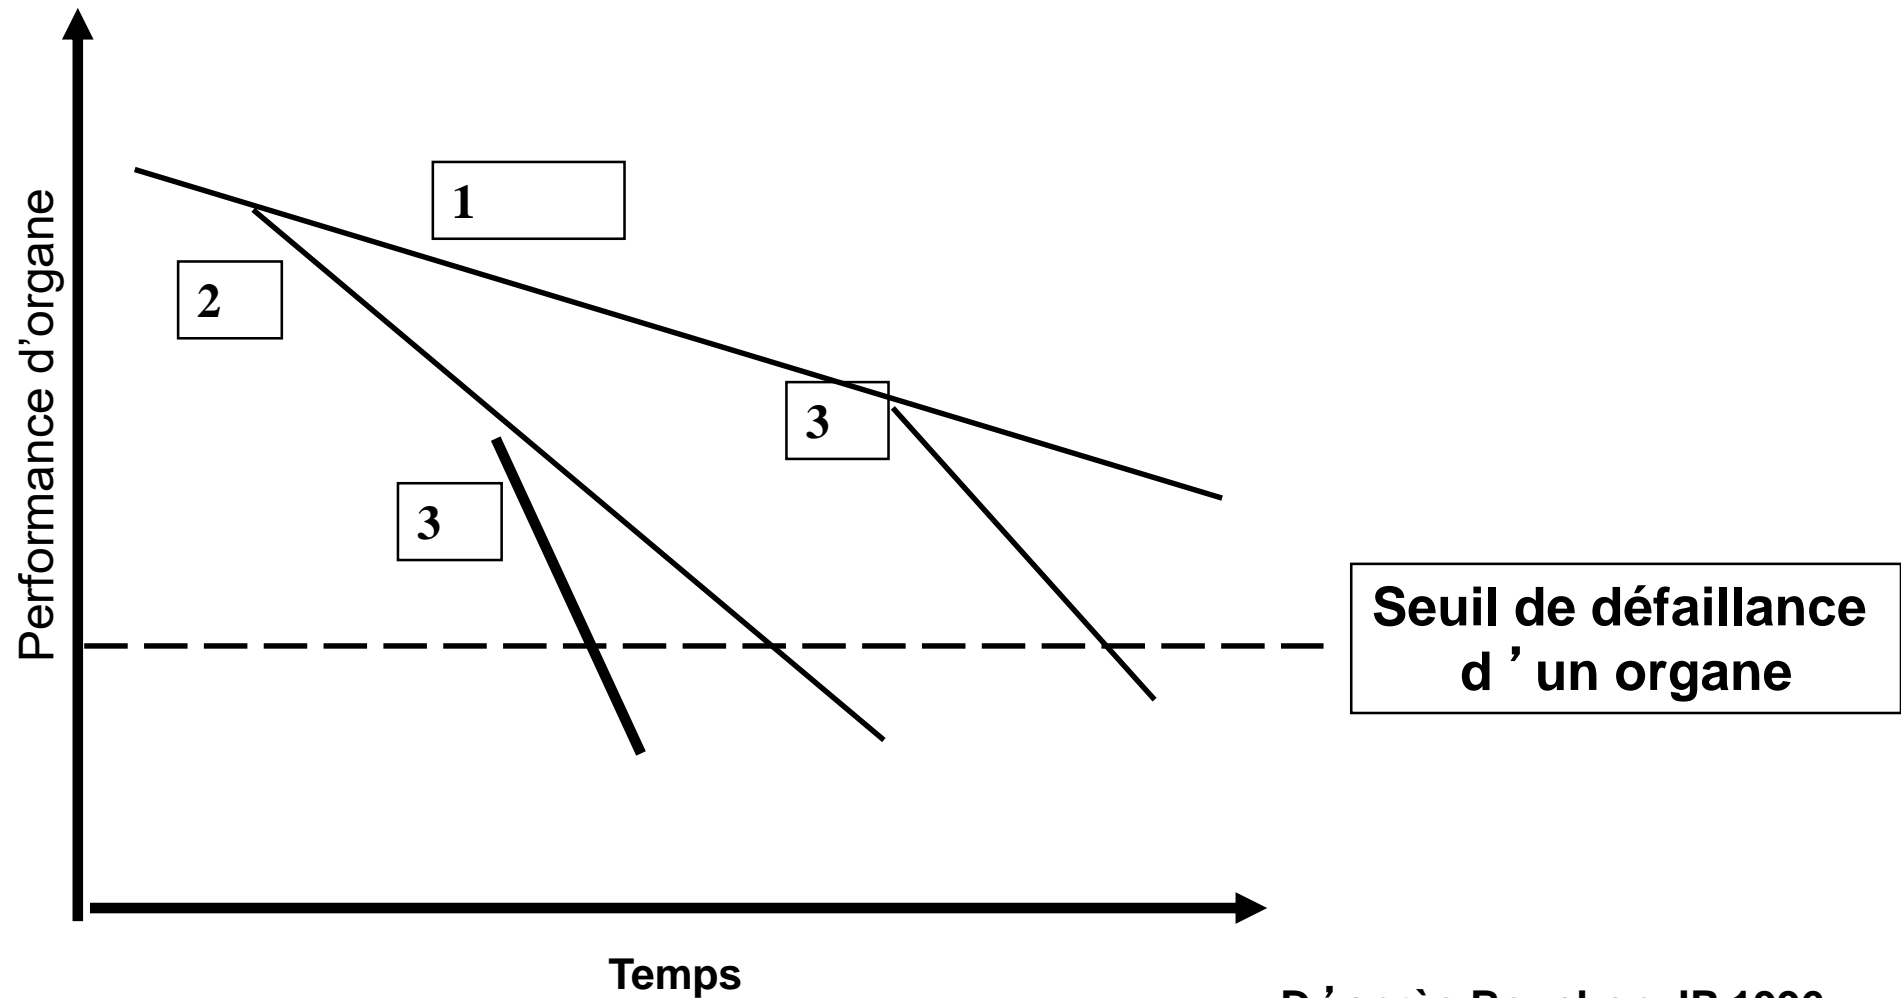 Performance d'organe
1
2
3
3
Seuil de défaillance
d ’ un organe
Temps